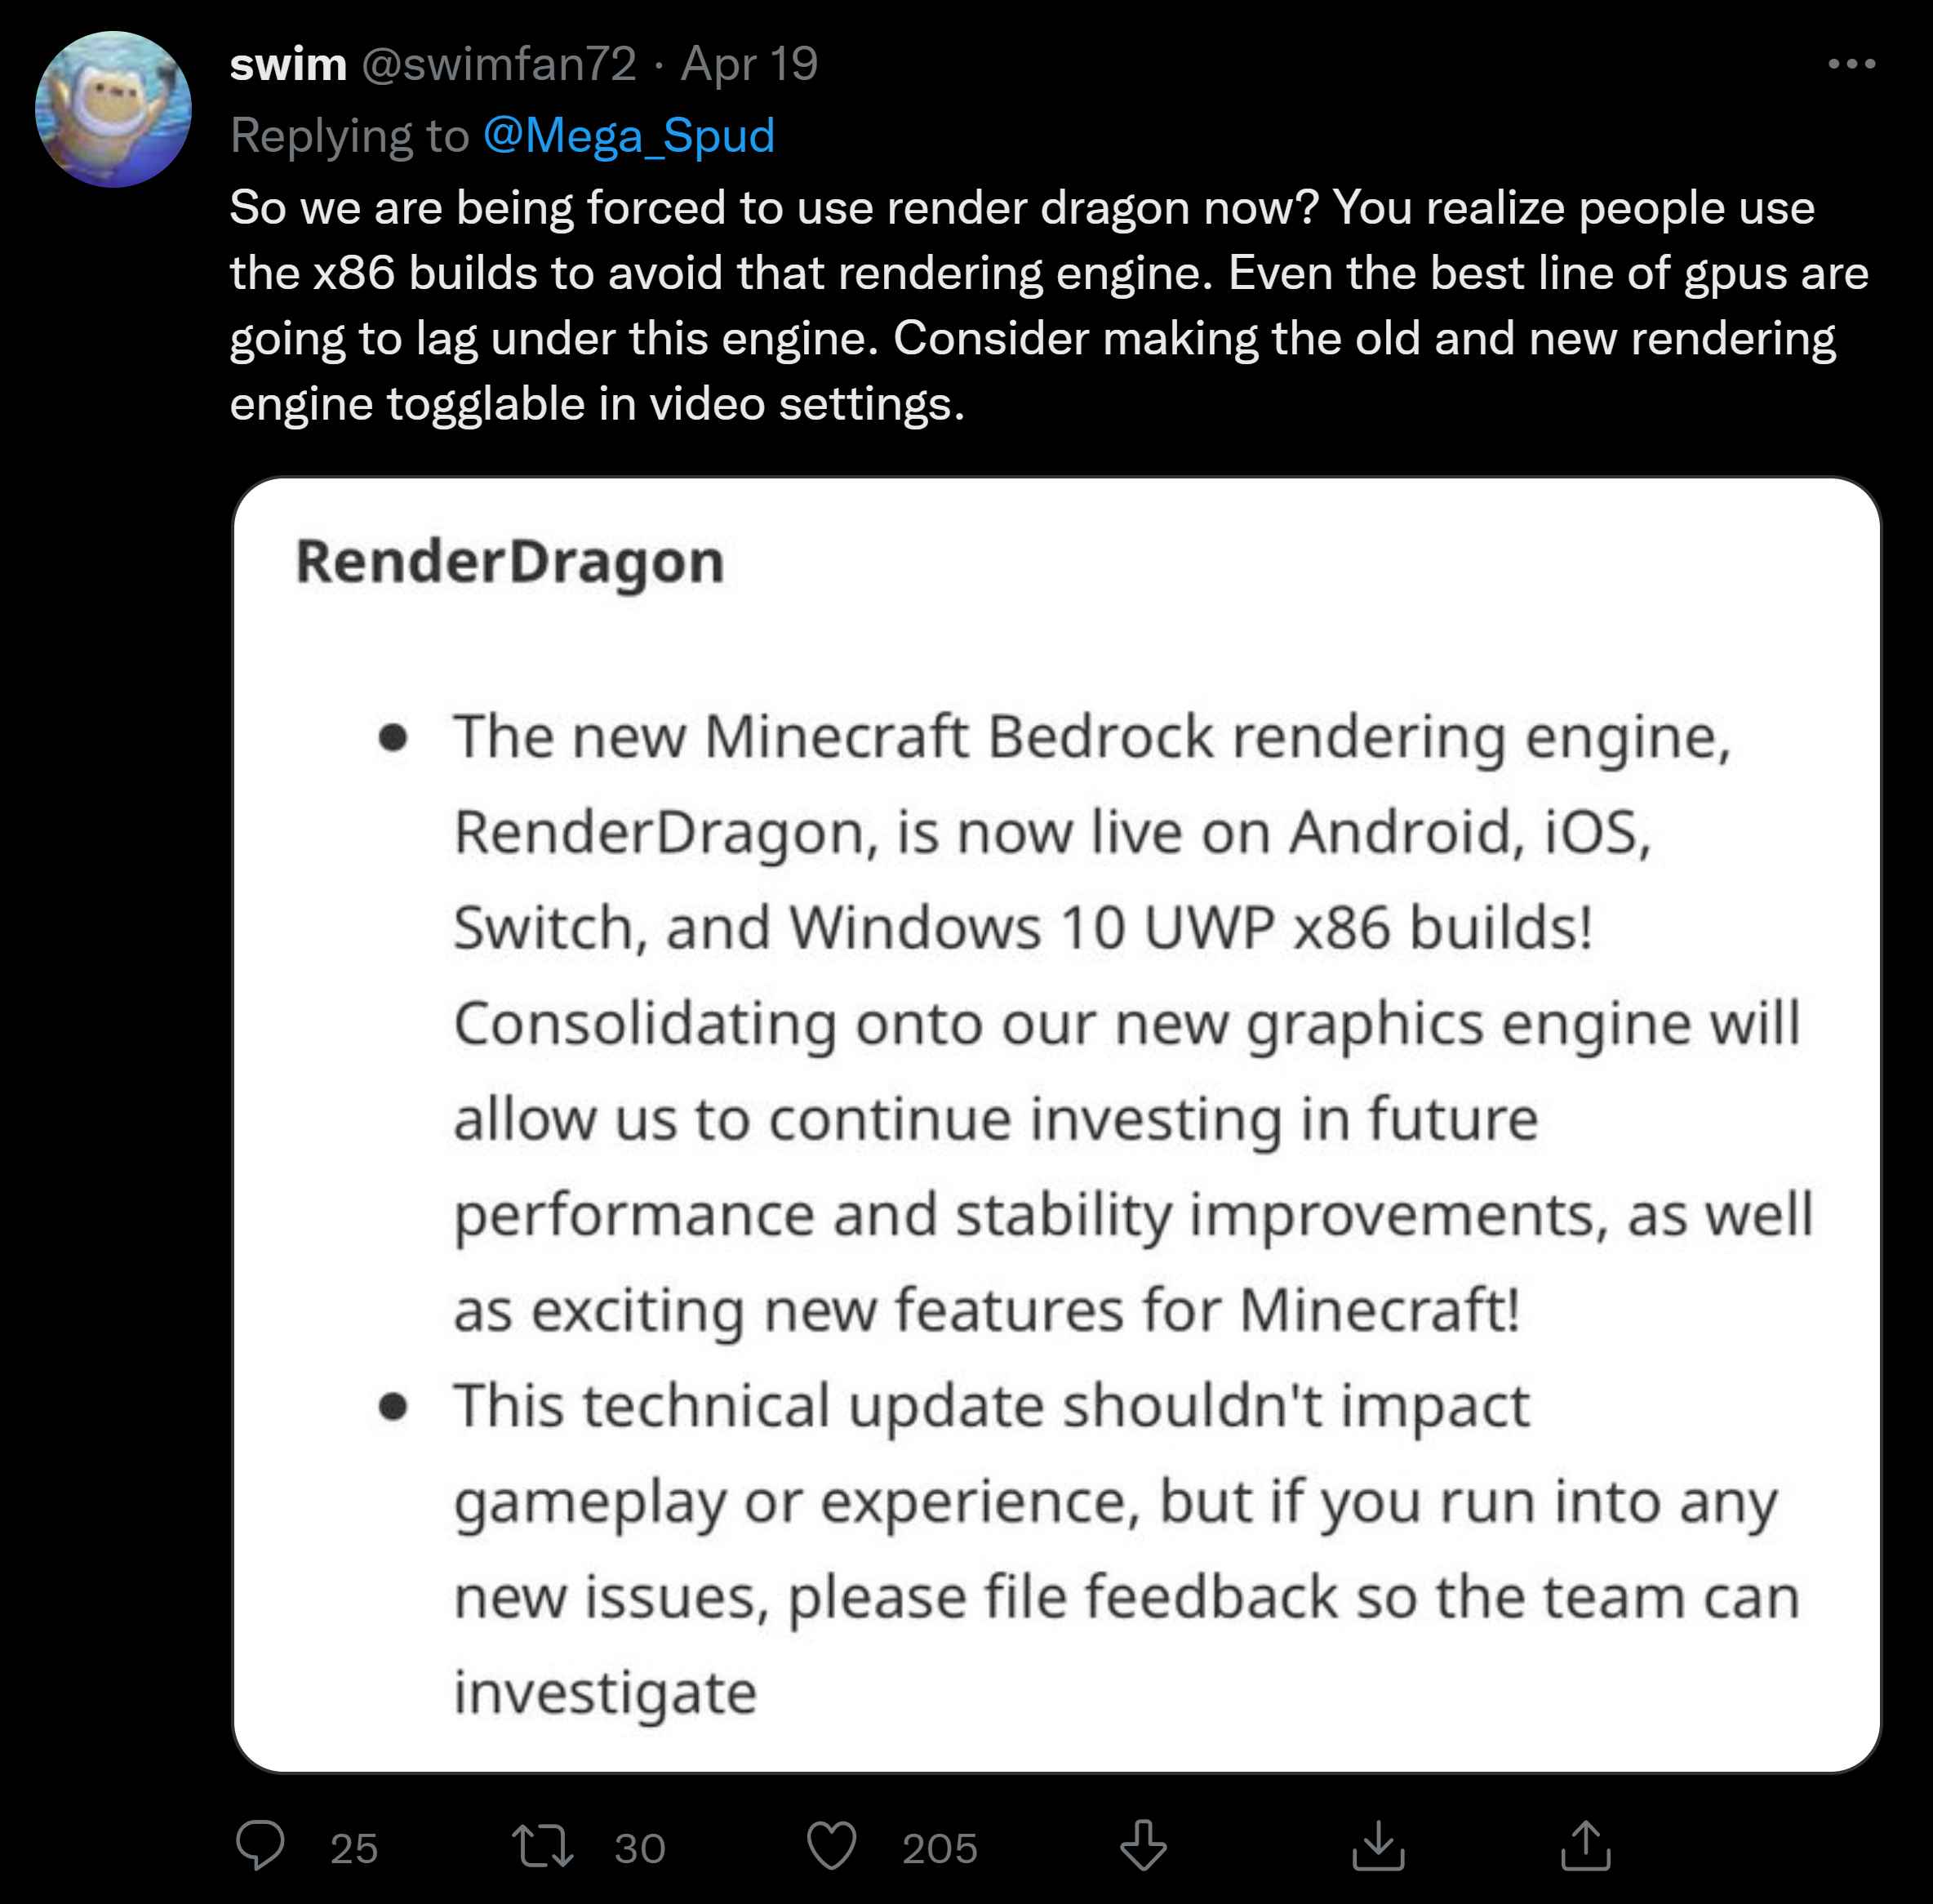 swim @swimfan72 · Apr 19
Replying to @Mega_Spud
So we are being forced to use render dragon now? You realize people use
the x86 builds to avoid that rendering engine. Even the best line of gpus are
going to lag under this engine. Consider making the old and new rendering
engine togglable in video settings.
RenderDragon
● The new Minecraft Bedrock rendering engine,
RenderDragon, is now live on Android, iOS,
Switch, and Windows 10 UWP x86 builds!
Consolidating onto our new graphics engine will
allow us to continue investing in future
performance and stability improvements, as well
as exciting new features for Minecraft!
● This technical update shouldn't impact
gameplay or experience, but if you run into any
new issues, please file feedback so the team can
investigate
25 30 205